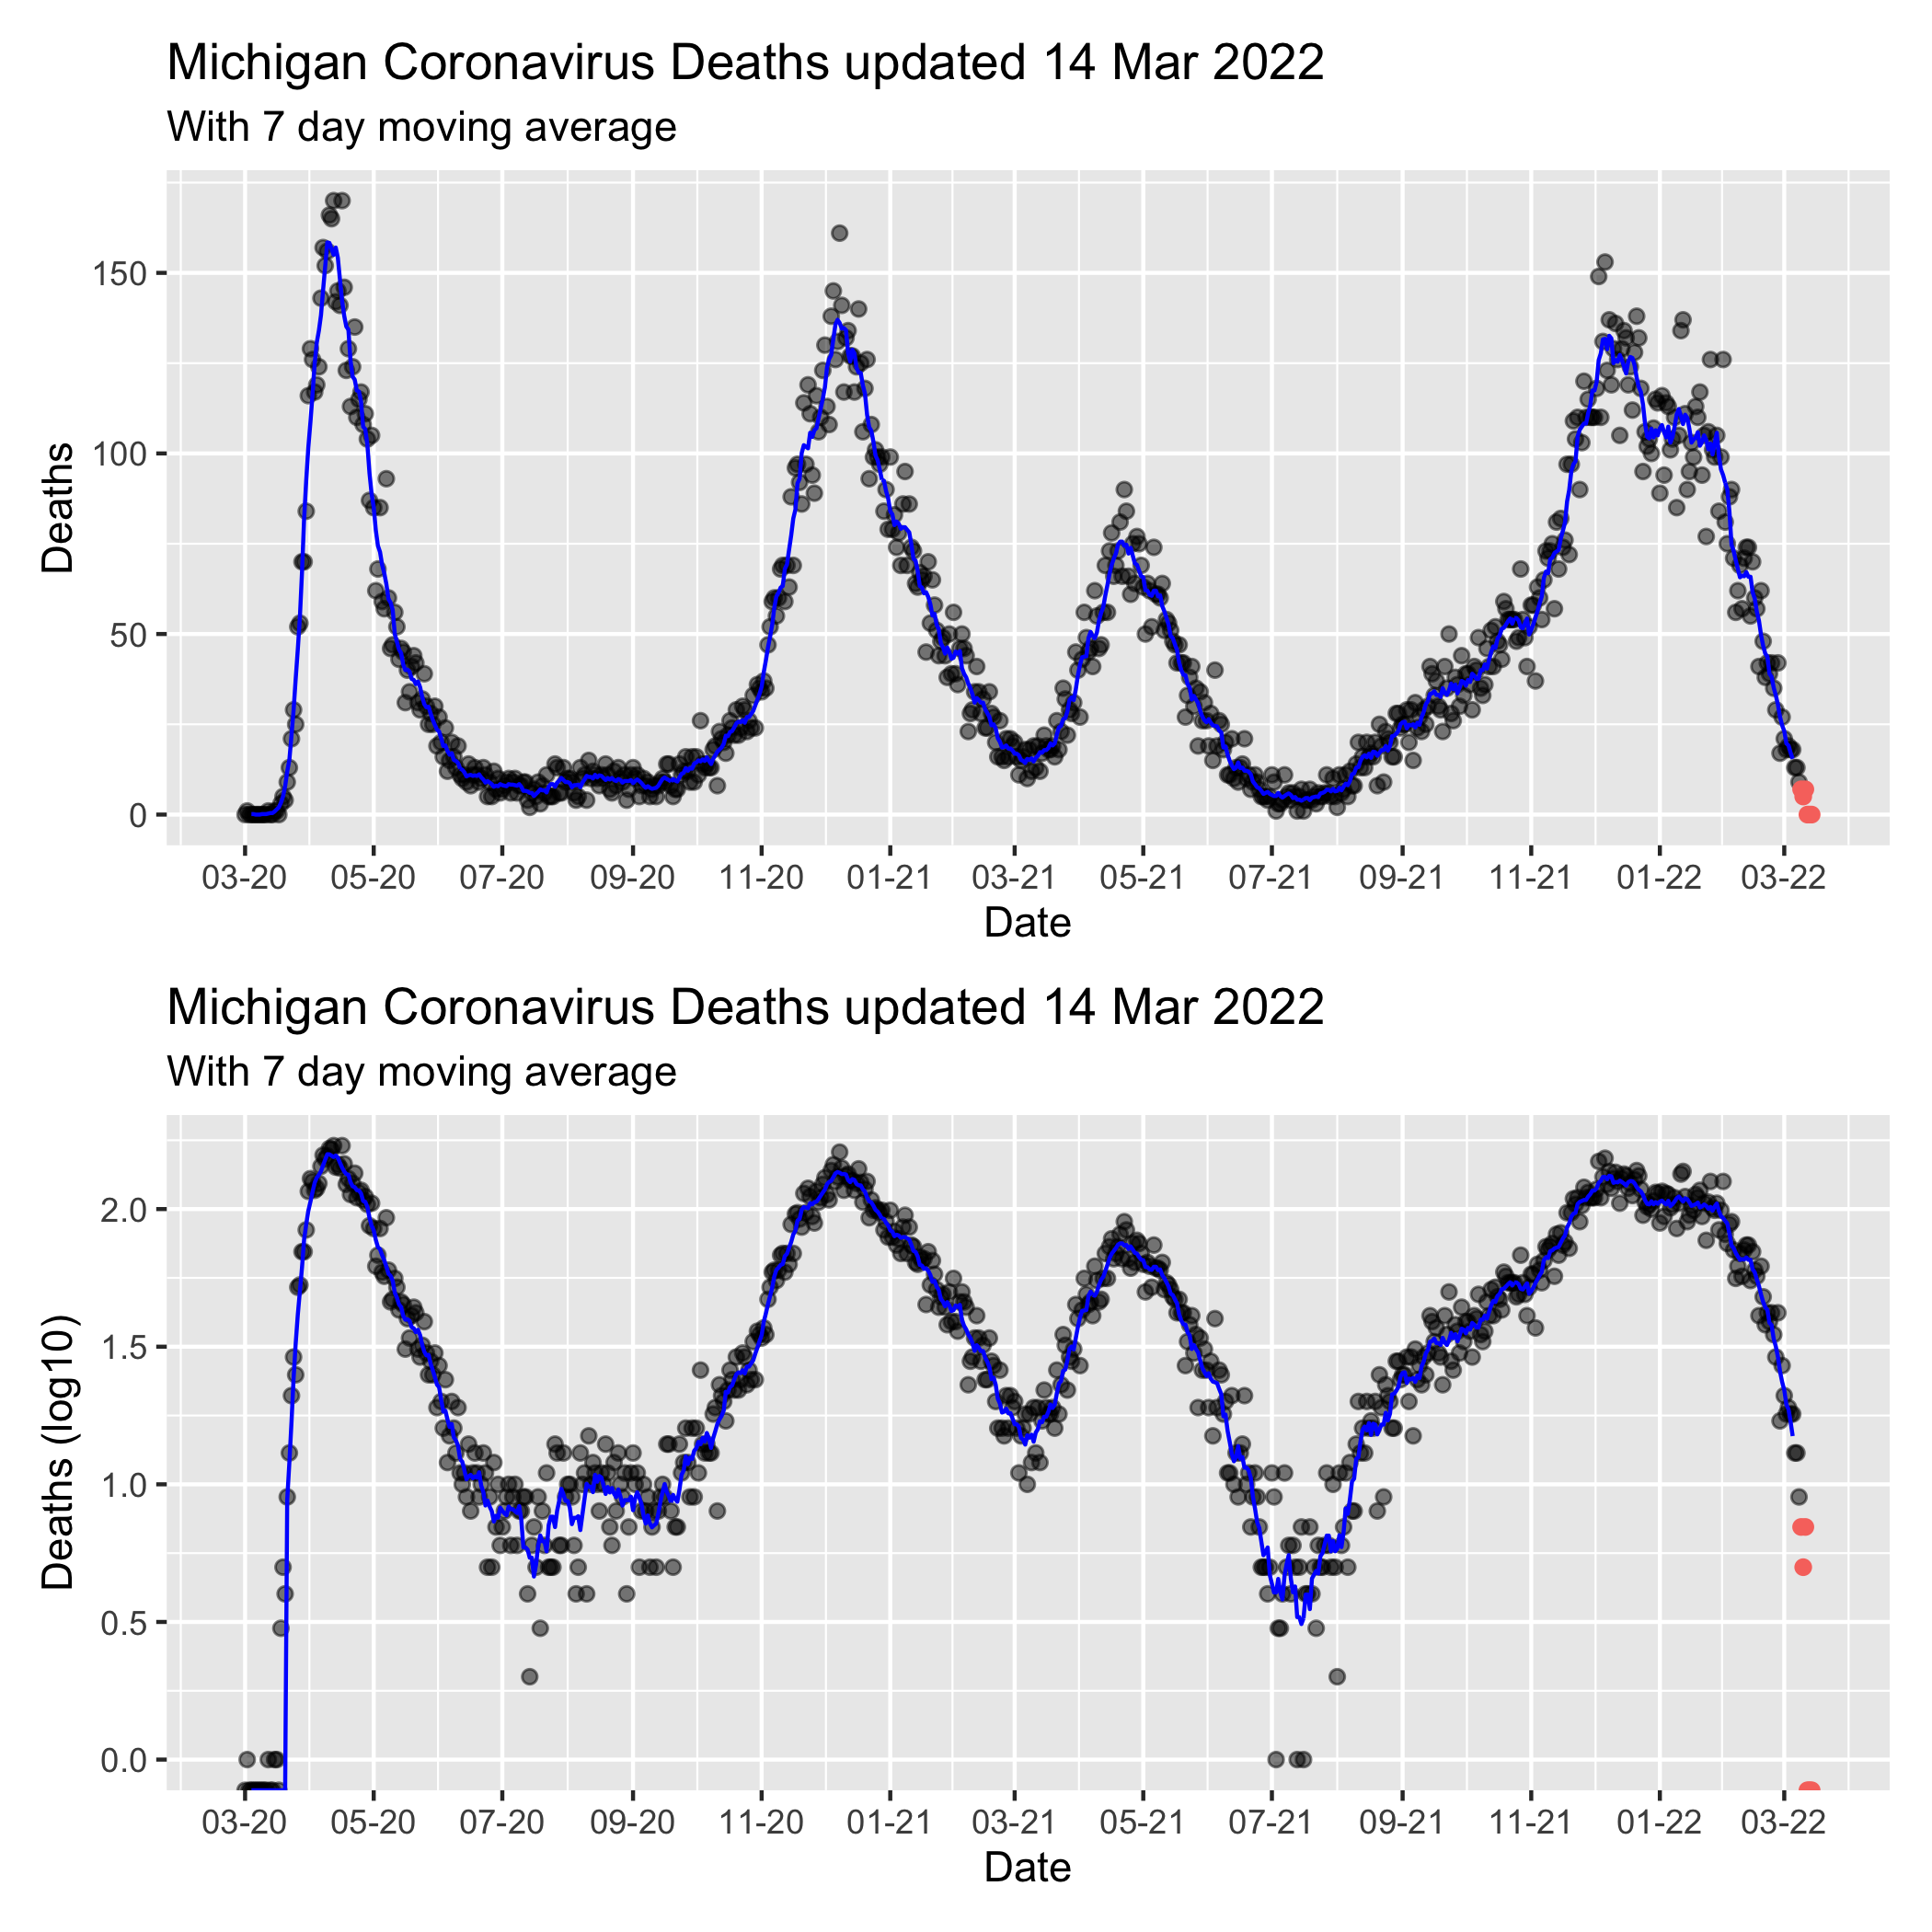 Michigan Coronavirus Deaths updated 14 Mar 2022
With 7 day moving average
150
100
50
0
Deaths
03-20 05-20 07-20 09-20 11-20 01-21 03-21 05-21 07-21 09-21 11-21 01-22 03-22
Date
Michigan Coronavirus Deaths updated 14 Mar 2022
With 7 day moving average
2.0
1.5
1.0
0.5
0.0
Deaths (log10)
03-20 05-20 07-20 09-20 11-20 01-21 03-21 05-21 07-21 09-21 11-21 01-22 03-22
Date